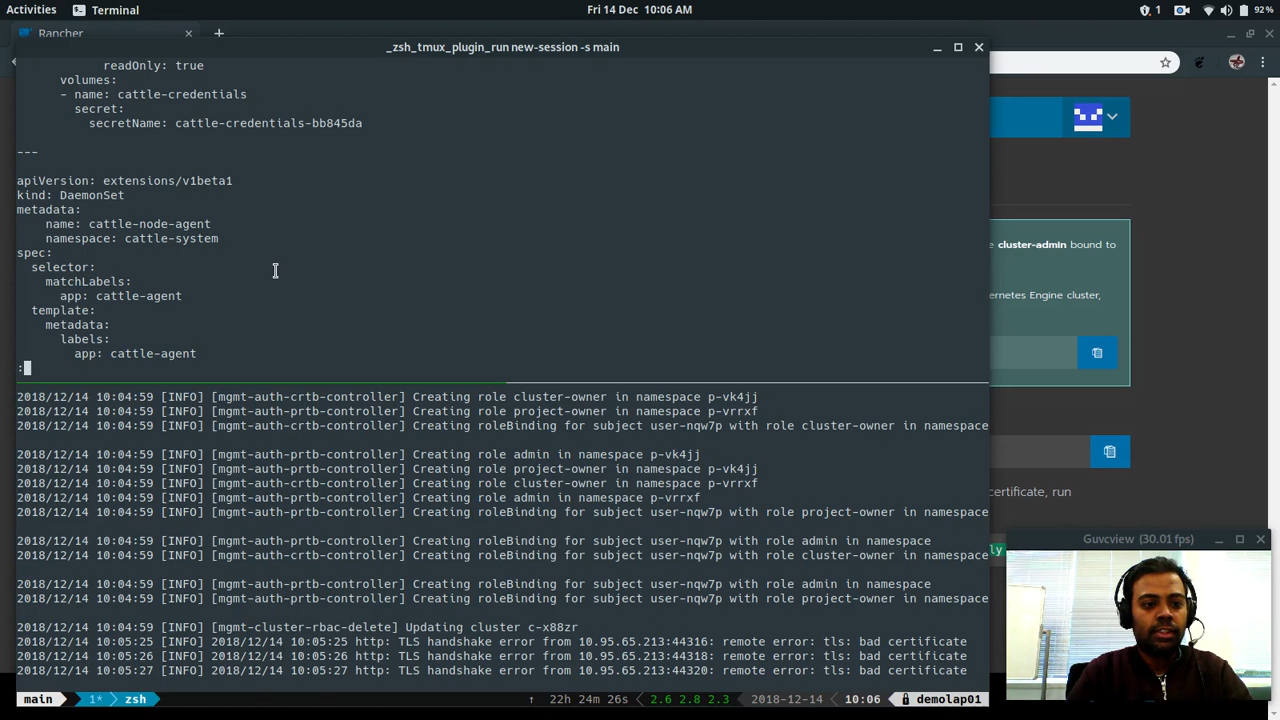 Activities
Terminal
Fri 14 Dec 10:06 AM
1
92%
Rancher
_zsh_tmux_plugin_run new-session -s main
readOnly: true
volumes:
- name: cattle-credentials
secret:
secretName: cattle-credentials-bb845da
---
apiVersion: extensions/v1beta1
kind: DaemonSet
metadata:
name: cattle-node-agent
namespace: cattle-system
spec:
selector:
matchLabels:
app: cattle-agent
template:
metadata:
labels:
app: cattle-agent
:
cluster-admin bound to
ernetes Engine cluster,
certificate, run
2018/12/14 10:04:59 [INFO] [mgmt-auth-crtb-controller] Creating role cluster-owner in namespace p-vk4jj
2018/12/14 10:04:59 [INFO] [mgmt-auth-prtb-controller] Creating role project-owner in namespace p-vrrxf
2018/12/14 10:04:59 [INFO] [mgmt-auth-crtb-controller] Creating roleBinding for subject user-nqw7p with role cluster-owner in namespace
2018/12/14 10:04:59 [INFO] [mgmt-auth-prtb-controller] Creating role admin in namespace p-vk4jj
2018/12/14 10:04:59 [INFO] [mgmt-auth-prtb-controller] Creating role project-owner in namespace p-vk4jj
2018/12/14 10:04:59 [INFO] [mgmt-auth-crtb-controller] Creating role cluster-owner in namespace p-vrrxf
2018/12/14 10:04:59 [INFO] [mgmt-auth-prtb-controller] Creating role admin in namespace p-vrrxf
2018/12/14 10:04:59 [INFO] [mgmt-auth-prtb-controller] Creating roleBinding for subject user-nqw7p with role project-owner in namespace
2018/12/14 10:04:59 [INFO] [mgmt-auth-prtb-controller] Creating roleBinding for subject user-nqw7p with role admin in namespace
2018/12/14 10:04:59 [INFO] [mgmt-auth-crtb-controller] Creating roleBinding for subject user-nqw7p with role cluster-owner in namespace
2018/12/14 10:04:59 [INFO] [mgmt-auth-prtb-controller] Creating roleBinding for subject user-nqw7p with role admin in namespace
2018/12/14 10:04:59 [INFO] [mgmt-auth-prtb-controller] Creating roleBinding for subject user-nqw7p with role project-owner in namespace
2018/12/14 10:04:59 [INFO] [mgmt-cluster-rbac-delete] Updating cluster c-x88zr
2018/12/14 10:05:25 [INFO] 2018/12/14 10:05:25 http: TLS handshake error from 10.95.65.213:44316: remote error: tls: bad certificate
2018/12/14 10:05:26 [INFO] 2018/12/14 10:05:26 http: TLS handshake error from 10.95.65.213:44318: remote error: tls: bad certificate
2018/12/14 10:05:27 [INFO] 2018/12/14 10:05:27 http: TLS handshake error from 10.95.65.213:44320: remote error: tls: bad certificate
Guvcview (30.01 fps)
ly
main 1* zsh ↑ 22h 24m 26s 2.6 2.8 2.3 2018-12-14 10:06 demolap01